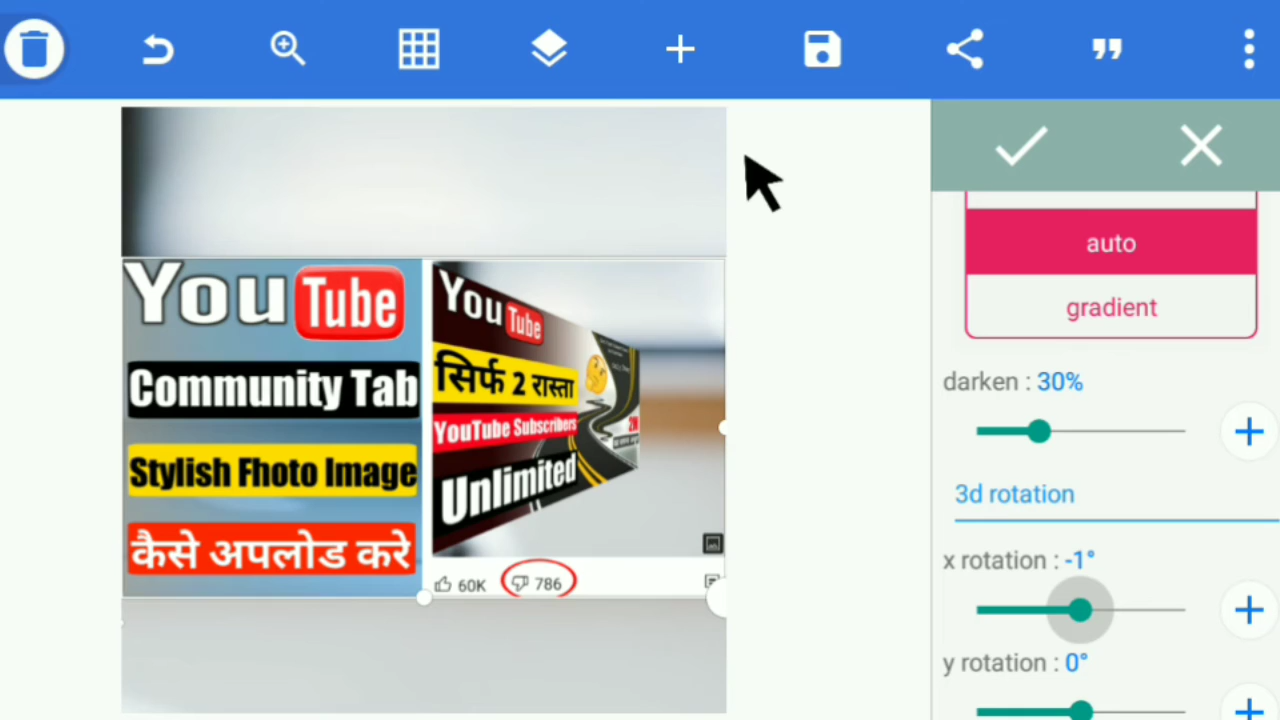 auto
gradient
darken : 30%
3d rotation
x rotation : -1°
y rotation : 0°
YouTube
Community Tab
Stylish Fhoto Image
कैसे अपलोड करे
YouTube
सिर्फ 2 रास्ता
YouTube Subscribers
Unlimited
60K 786